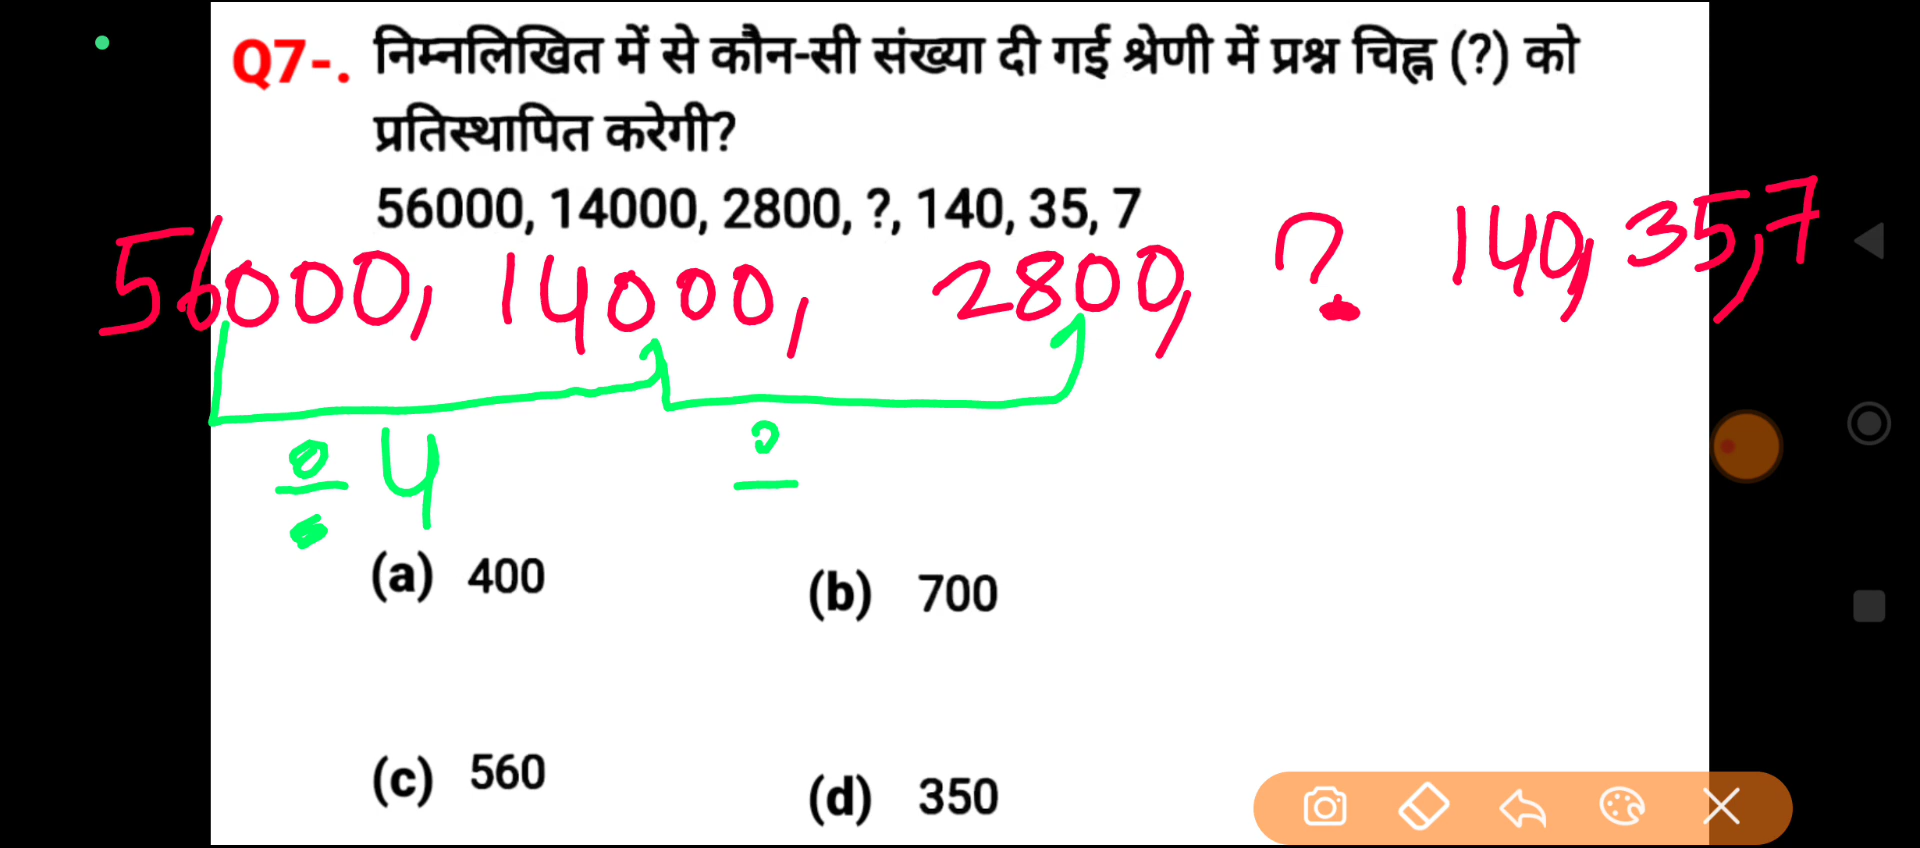 Q7-. निम्नलिखित में से कौन-सी संख्या दी गई श्रेणी में प्रश्न चिह्न (?) को
प्रतिस्थापित करेगी?
56000, 14000, 2800, ?, 140, 35, 7
56000, 14000, 2800, ? 140, 35, 7
÷ 4
(a) 400 (b) 700
(c) 560 (d) 350